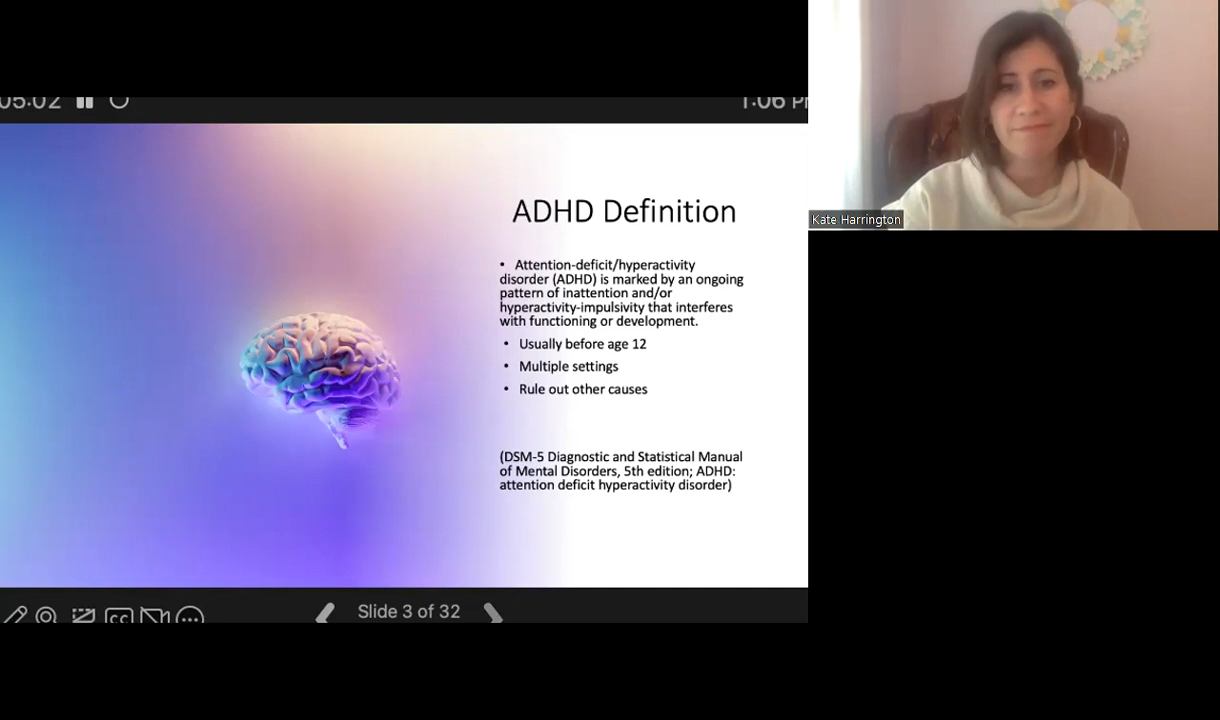 05:02
1:06 PM
ADHD Definition
• Attention-deficit/hyperactivity
disorder (ADHD) is marked by an ongoing
pattern of inattention and/or
hyperactivity-impulsivity that interferes
with functioning or development.
• Usually before age 12
• Multiple settings
• Rule out other causes
(DSM-5 Diagnostic and Statistical Manual
of Mental Disorders, 5th edition; ADHD:
attention deficit hyperactivity disorder)
CC
Slide 3 of 32
Kate Harrington